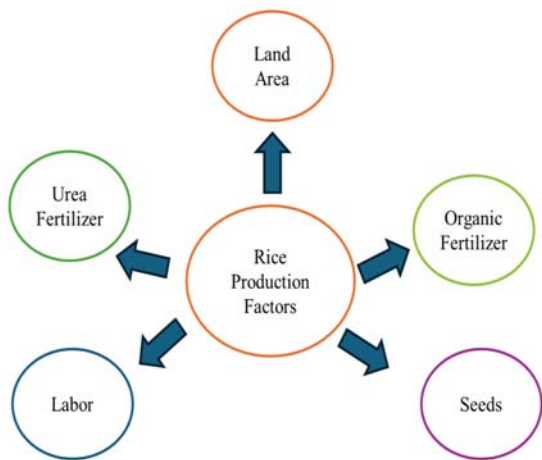 Land
Area
Urea
Fertilizer
Organic
Fertilizer
Rice
Production
Factors
Labor
Seeds